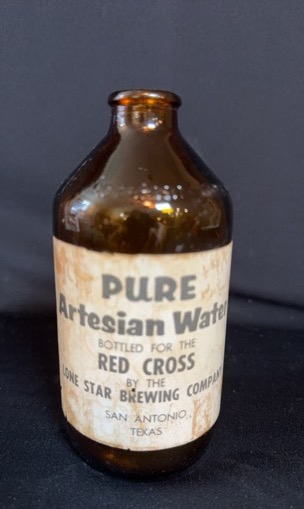 PURE
Artesian Water
BOTTLED FOR THE
RED CROSS
BY THE
LONE STAR BREWING COMPANY
SAN ANTONIO,
TEXAS